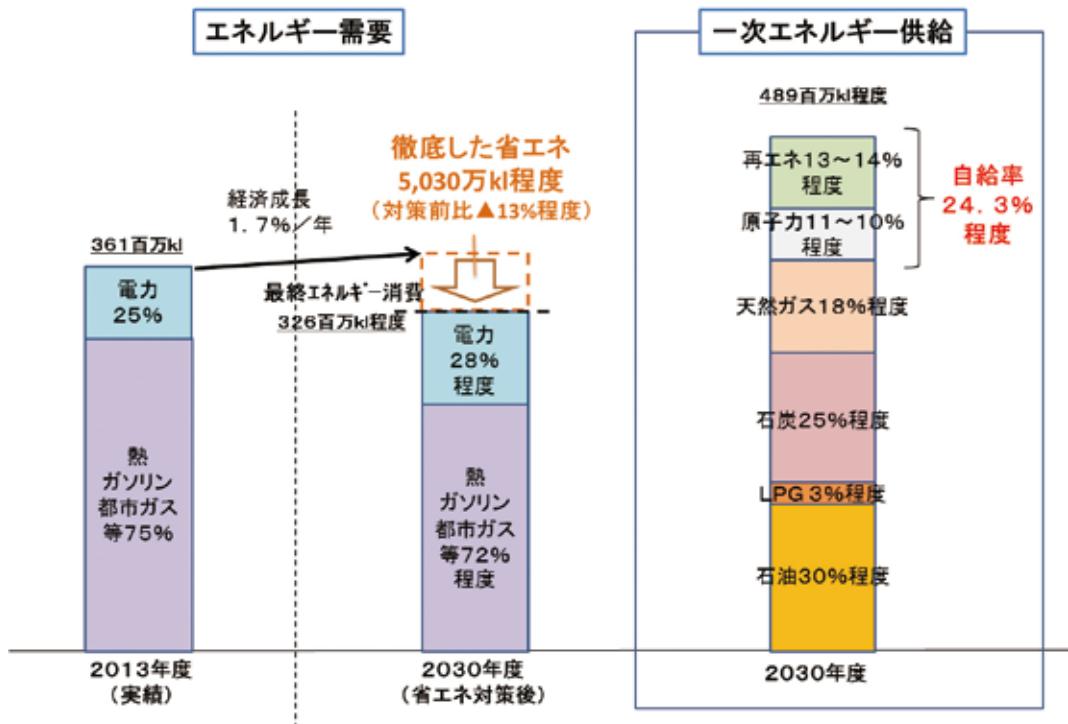 エネルギー需要
一次エネルギー供給
489百万kl程度
徹底した省エネ
5,030万kl程度
(対策前比▲13%程度)
経済成長
1.7%/年
361百万kl
最終エネルギー消費
326百万kl程度
電力
25%
熱
ガソリン
都市ガス
等75%
電力
28%
程度
熱
ガソリン
都市ガス
等72%
程度
再エネ13~14%
程度
原子力11~10%
程度
自給率
24.3%
程度
天然ガス18%程度
石炭25%程度
LPG 3%程度
石油30%程度
2013年度
(実績)
2030年度
(省エネ対策後)
2030年度